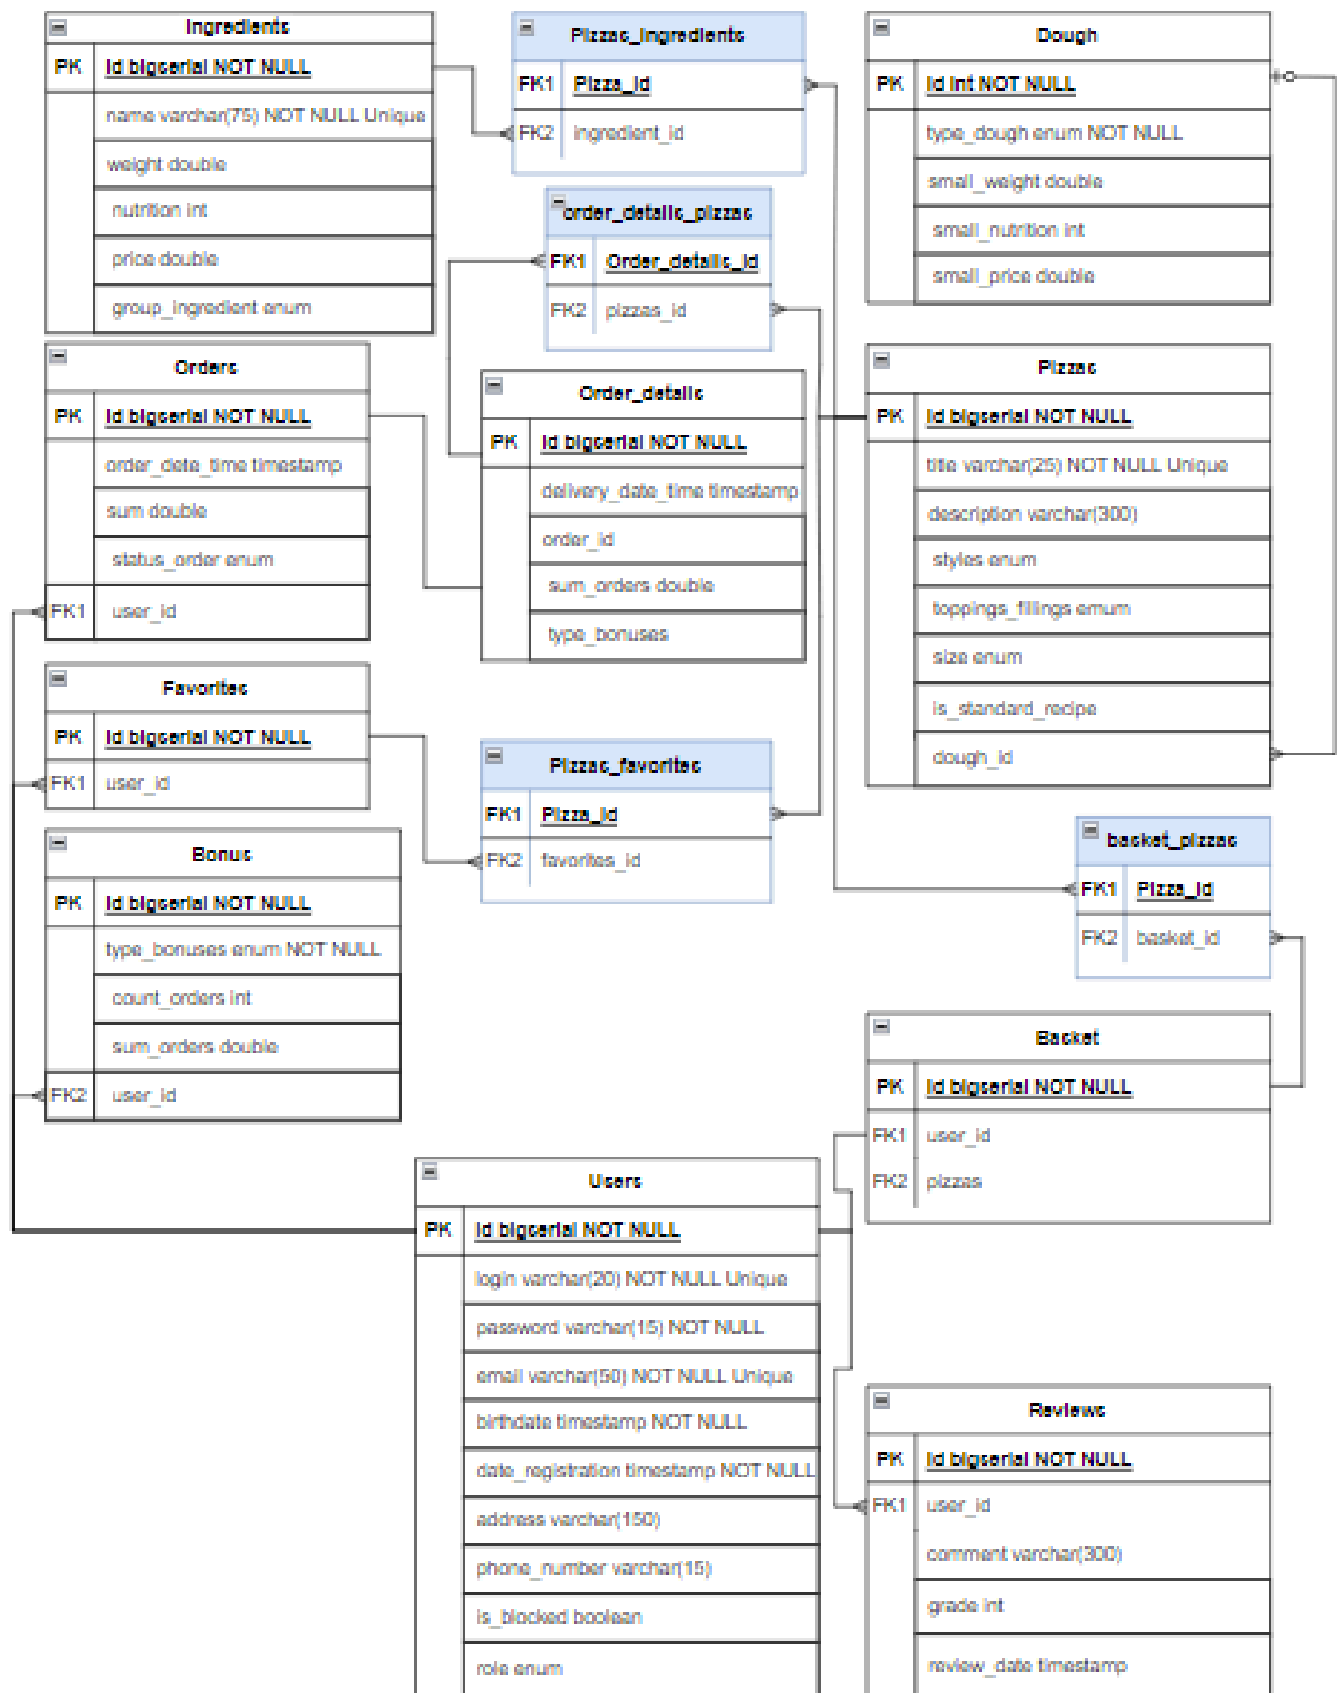 Ingredients
PK id bigserial NOT NULL
name varchar(75) NOT NULL Unique
weight double
nutrition int
price double
group_ingredient enum
Pizzas_ingredients
FK1 Pizza_id
FK2 ingredient_id
Dough
PK id int NOT NULL
type_dough enum NOT NULL
small_weight double
small_nutrition int
small_price double
order_details_pizzas
FK1 Order_details_id
FK2 pizzas_id
Orders
PK id bigserial NOT NULL
order_dete_time timestamp
sum double
status_order enum
FK1 user_id
Order_details
PK id bigserial NOT NULL
delivery_date_time timestamp
order_id
sum_orders double
type_bonuses
Pizzas
PK id bigserial NOT NULL
title varchar(25) NOT NULL Unique
description varchar(300)
styles enum
toppings_fillings emum
size enum
is_standard_recipe
dough_id
Favorites
PK id bigserial NOT NULL
FK1 user_id
Pizzas_favorites
FK1 Pizza_id
FK2 favorites_id
Bonus
PK id bigserial NOT NULL
type_bonuses enum NOT NULL
count_orders int
sum_orders double
FK2 user_id
basket_pizzas
FK1 Pizza_id
FK2 basket_id
Basket
PK id bigserial NOT NULL
FK1 user_id
FK2 pizzas
Users
PK id bigserial NOT NULL
login varchar(20) NOT NULL Unique
password varchar(15) NOT NULL
email varchar(50) NOT NULL Unique
birthdate timestamp NOT NULL
date_registration timestamp NOT NULL
address varchar(150)
phone_number varchar(15)
is_blocked boolean
role enum
Reviews
PK id bigserial NOT NULL
FK1 user_id
comment varchar(300)
grade int
review_date timestamp